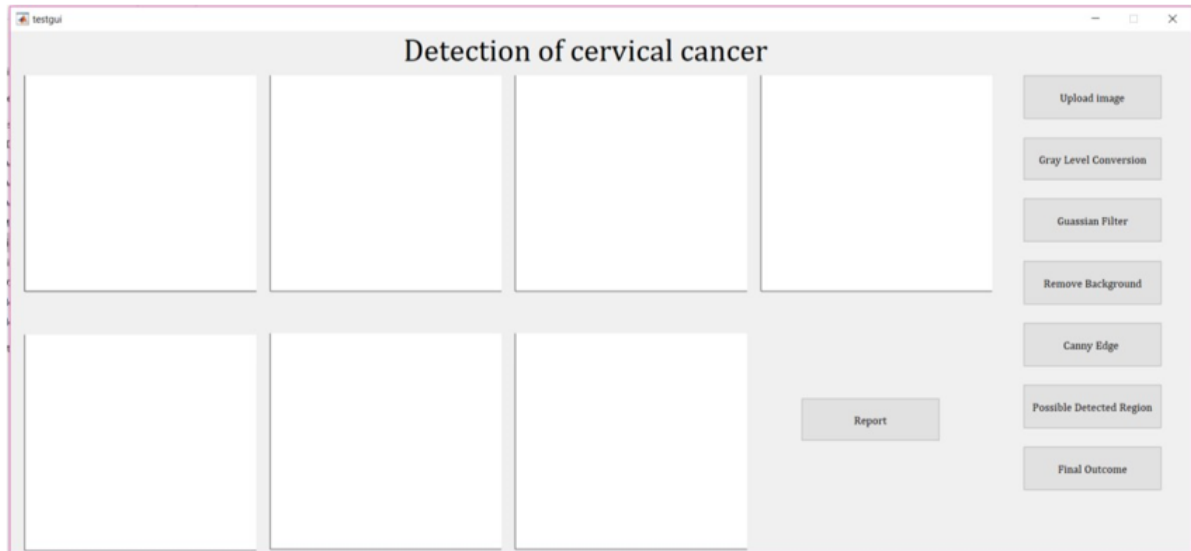 testgui
Detection of cervical cancer
Upload image
Gray Level Conversion
Guassian Filter
Remove Background
Canny Edge
Possible Detected Region
Report
Final Outcome